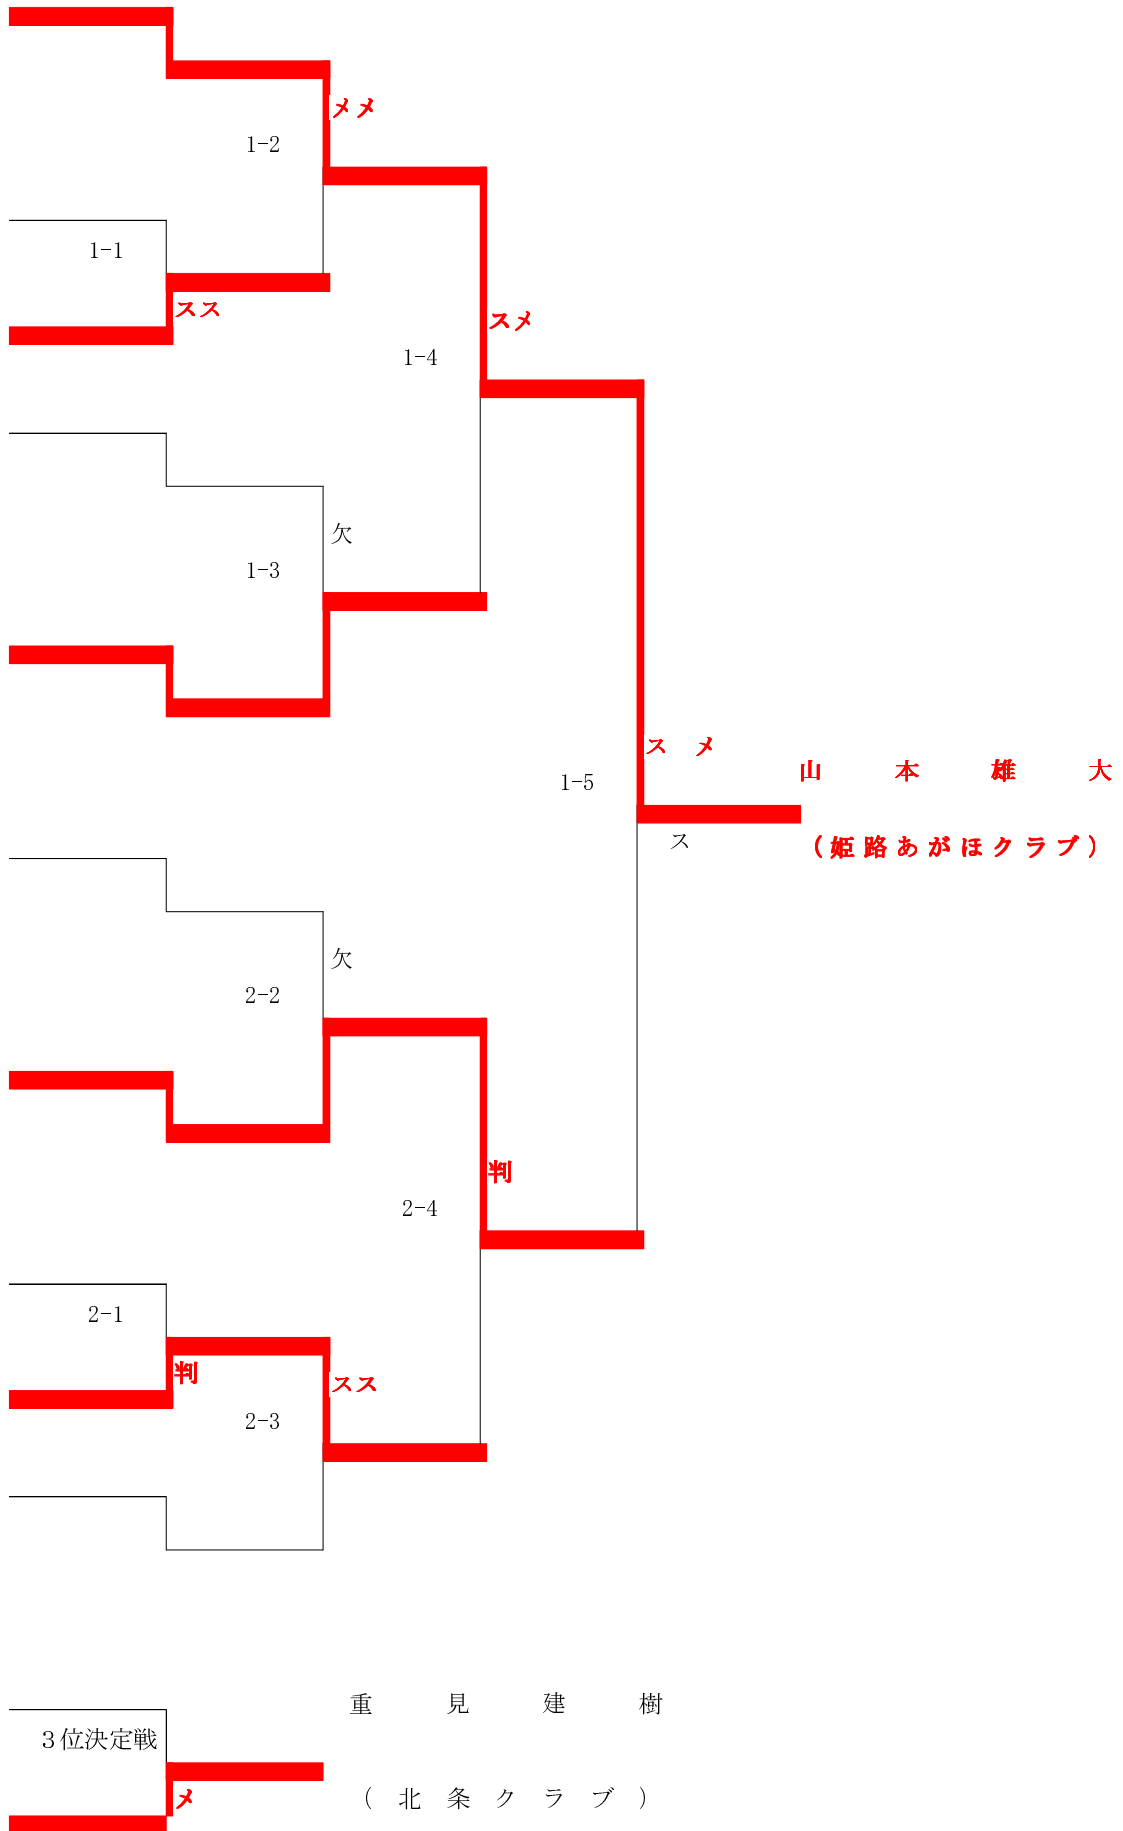 メメ
1-2
1-1
スス
スメ
1-4
欠
1-3
ス メ
山 本 雄 大
1-5
ス
(姫路あがほクラブ)
欠
2-2
判
2-4
2-1
判
スス
2-3
重 見 建 樹
3位決定戦
メ
( 北 条 ク ラ ブ )